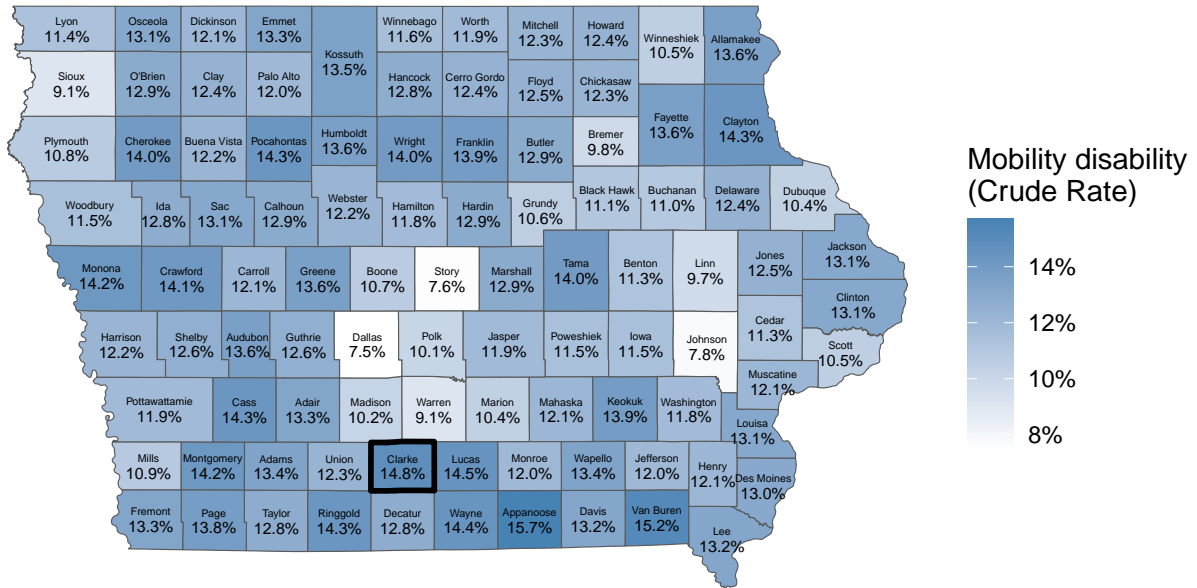 Lyon
11.4%
Osceola
13.1%
Dickinson
12.1%
Emmet
13.3%
Kossuth
13.5%
Winnebago
11.6%
Worth
11.9%
Mitchell
12.3%
Howard
12.4%
Winneshiek
10.5%
Allamakee
13.6%
Sioux
9.1%
O'Brien
12.9%
Clay
12.4%
Palo Alto
12.0%
Hancock
12.8%
Cerro Gordo
12.4%
Floyd
12.5%
Chickasaw
12.3%
Fayette
13.6%
Clayton
14.3%
Plymouth
10.8%
Cherokee
14.0%
Buena Vista
12.2%
Pocahontas
14.3%
Humboldt
13.6%
Wright
14.0%
Franklin
13.9%
Butler
12.9%
Bremer
9.8%
Woodbury
11.5%
Ida
12.8%
Sac
13.1%
Calhoun
12.9%
Webster
12.2%
Hamilton
11.8%
Hardin
12.9%
Grundy
10.6%
Black Hawk
11.1%
Buchanan
11.0%
Delaware
12.4%
Dubuque
10.4%
Monona
14.2%
Crawford
14.1%
Carroll
12.1%
Greene
13.6%
Boone
10.7%
Story
7.6%
Marshall
12.9%
Tama
14.0%
Benton
11.3%
Linn
9.7%
Jones
12.5%
Jackson
13.1%
Clinton
13.1%
Harrison
12.2%
Shelby
12.6%
Audubon
13.6%
Guthrie
12.6%
Dallas
7.5%
Polk
10.1%
Jasper
11.9%
Poweshiek
11.5%
Iowa
11.5%
Johnson
7.8%
Cedar
11.3%
Scott
10.5%
Muscatine
12.1%
Pottawattamie
11.9%
Cass
14.3%
Adair
13.3%
Madison
10.2%
Warren
9.1%
Marion
10.4%
Mahaska
12.1%
Keokuk
13.9%
Washington
11.8%
Louisa
13.1%
Mills
10.9%
Montgomery
14.2%
Adams
13.4%
Union
12.3%
Clarke
14.8%
Lucas
14.5%
Monroe
12.0%
Wapello
13.4%
Jefferson
12.0%
Henry
12.1%
Des Moines
13.0%
Fremont
13.3%
Page
13.8%
Taylor
12.8%
Ringgold
14.3%
Decatur
12.8%
Wayne
14.4%
Appanoose
15.7%
Davis
13.2%
Van Buren
15.2%
Lee
13.2%
Mobility disability
(Crude Rate)
14%
12%
10%
8%